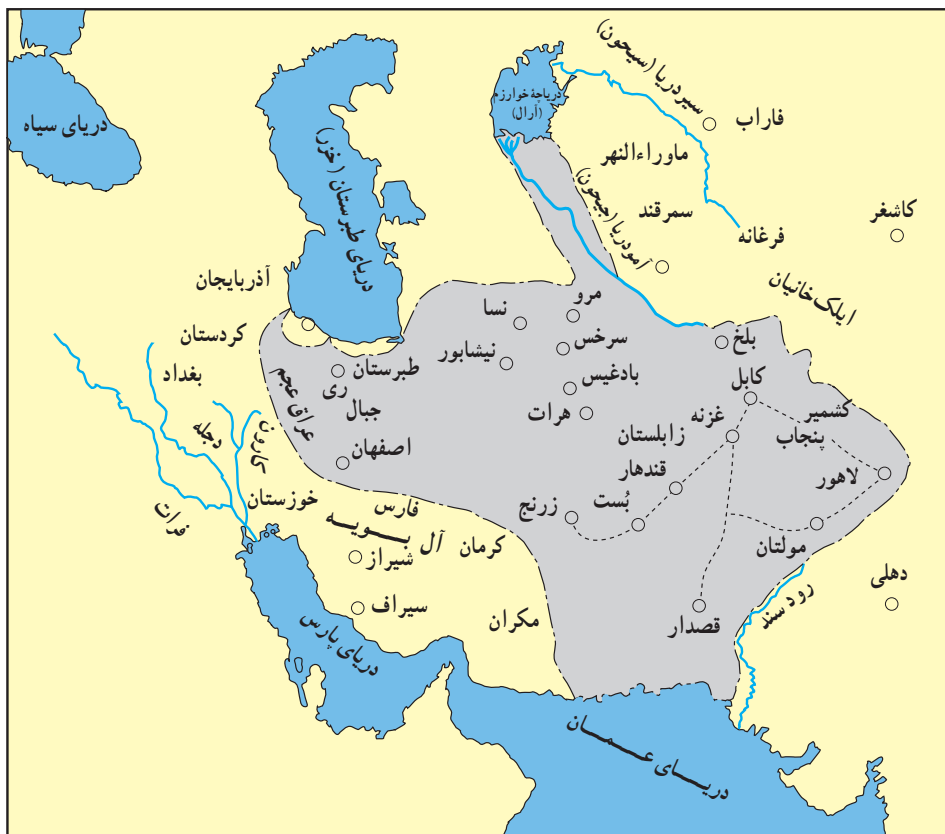 دریای سیاه
دریای طبرستان (خزر)
دریاچهٔ خوارزم
(آرال)
سیردریا (سیحون)
فاراب
ماوراءالنهر
سمرقند
آمودریا (جیحون)
فرغانه
کاشغر
ایلک خانیان
آذربایجان
کردستان
بغداد
دجله
فرات
کارون
خوزستان
عراق عجم
طبرستان
ری
جبال
اصفهان
نسا
نیشابور
مرو
سرخس
بادغیس
هرات
بلخ
کابل
غزنه
زابلستان
قندهار
بُست
زرنج
کشمیر
پنجاب
لاهور
مولتان
قصدار
رود سند
دهلی
فارس
آل بـــویـــه
شیراز
سیراف
کرمان
مکران
دریای پارس
دریـــای عـــمـــان